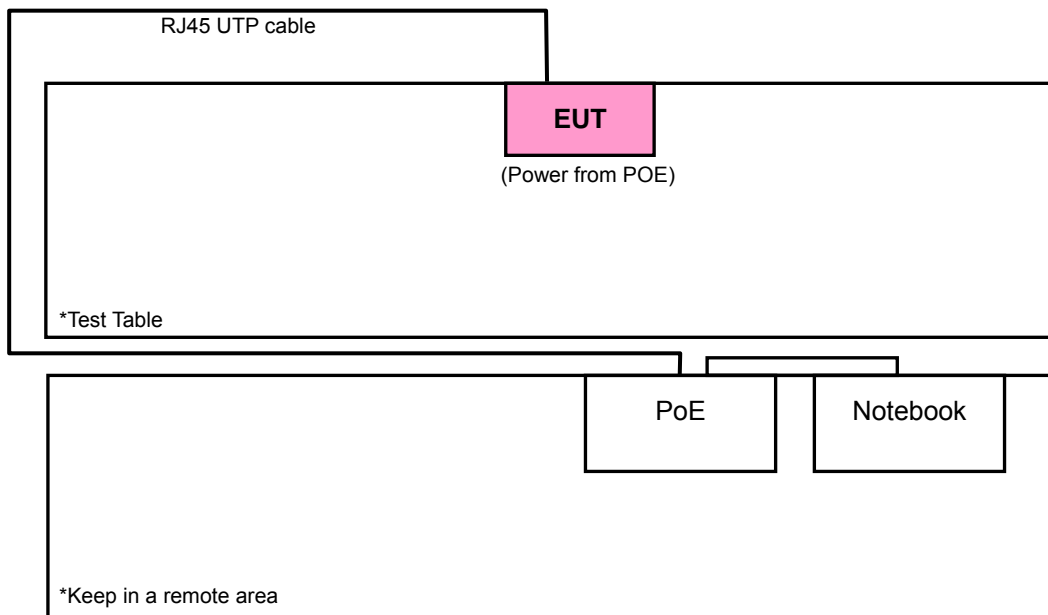 RJ45 UTP cable
EUT
(Power from POE)
*Test Table
PoE
Notebook
*Keep in a remote area